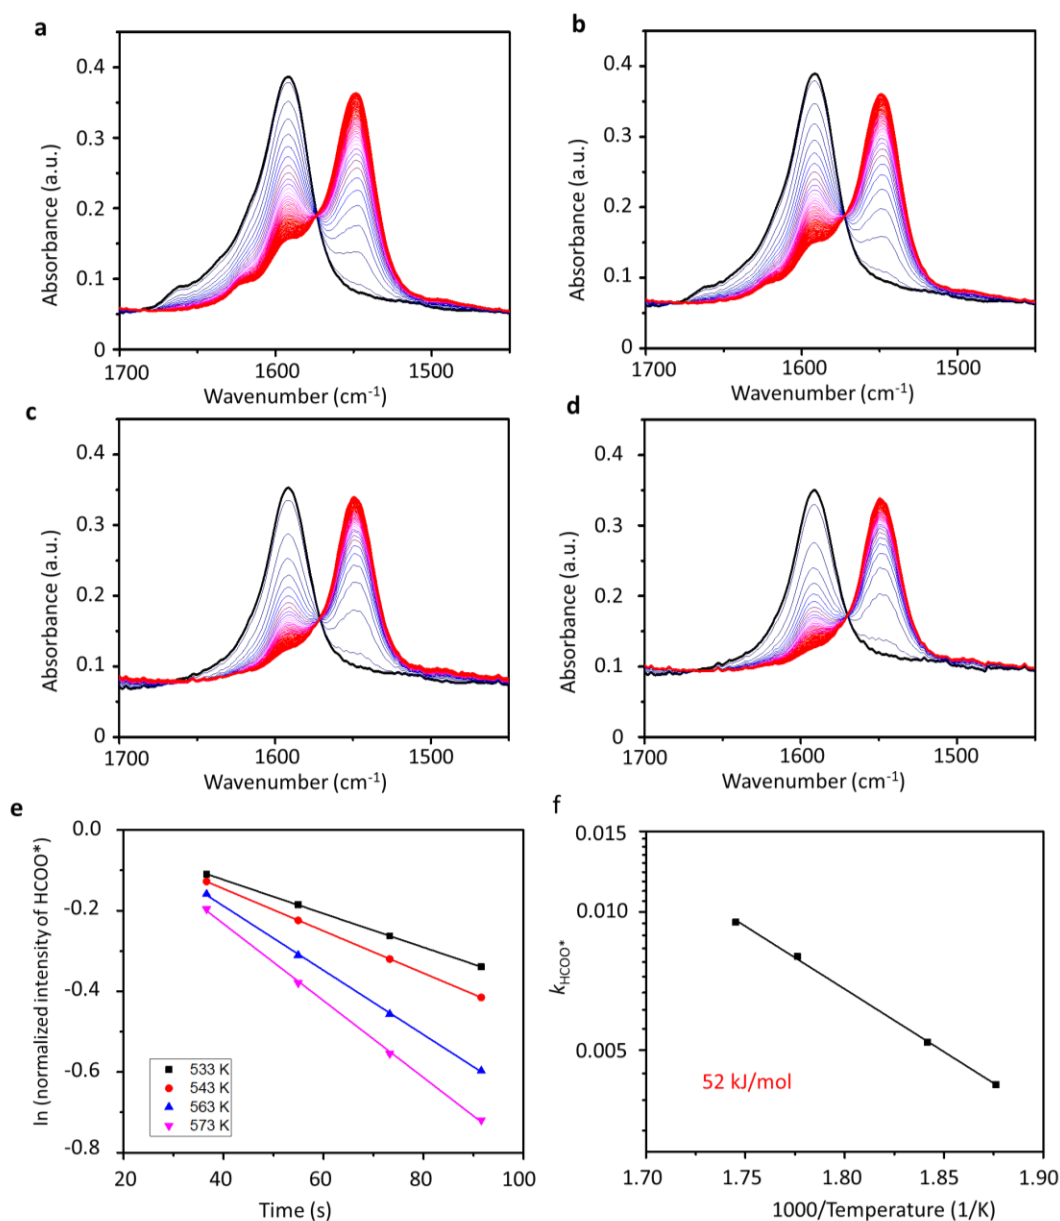 a
b
0.4
0.3
0.2
0.1
0
Absorbance (a.u.)
1700
1600
1500
Wavenumber (cm⁻¹)
0.4
0.3
0.2
0.1
0
Absorbance (a.u.)
1700
1600
1500
Wavenumber (cm⁻¹)
c
d
0.4
0.3
0.2
0.1
0
Absorbance (a.u.)
1700
1600
1500
Wavenumber (cm⁻¹)
0.4
0.3
0.2
0.1
0
Absorbance (a.u.)
1700
1600
1500
Wavenumber (cm⁻¹)
e
f
0.0
-0.2
-0.4
-0.6
-0.8
ln (normalized intensity of HCOO*)
533 K
543 K
563 K
573 K
20
40
60
80
100
Time (s)
0.015
0.010
0.005
kHCOO*
52 kJ/mol
1.70
1.80
1.90
1000/Temperature (1/K)